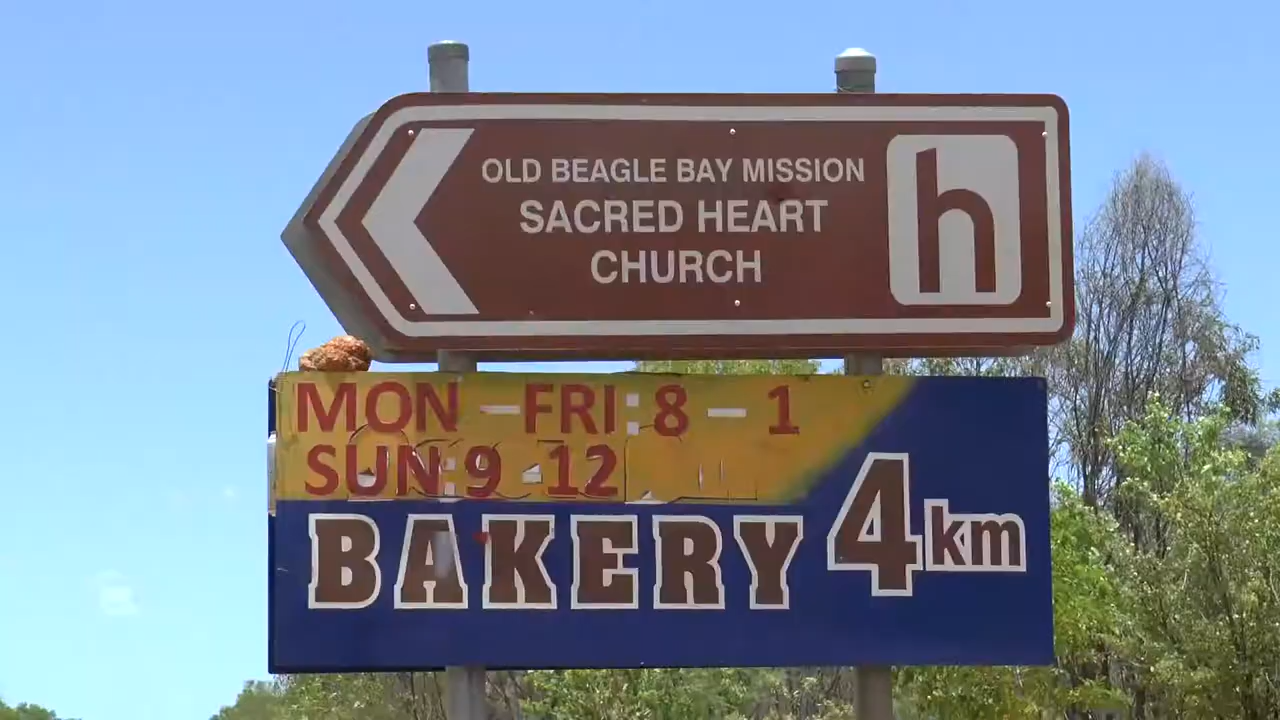 OLD BEAGLE BAY MISSION
SACRED HEART
CHURCH
h
MON - FRI: 8 - 1
SUN: 9 - 12
BAKERY 4km